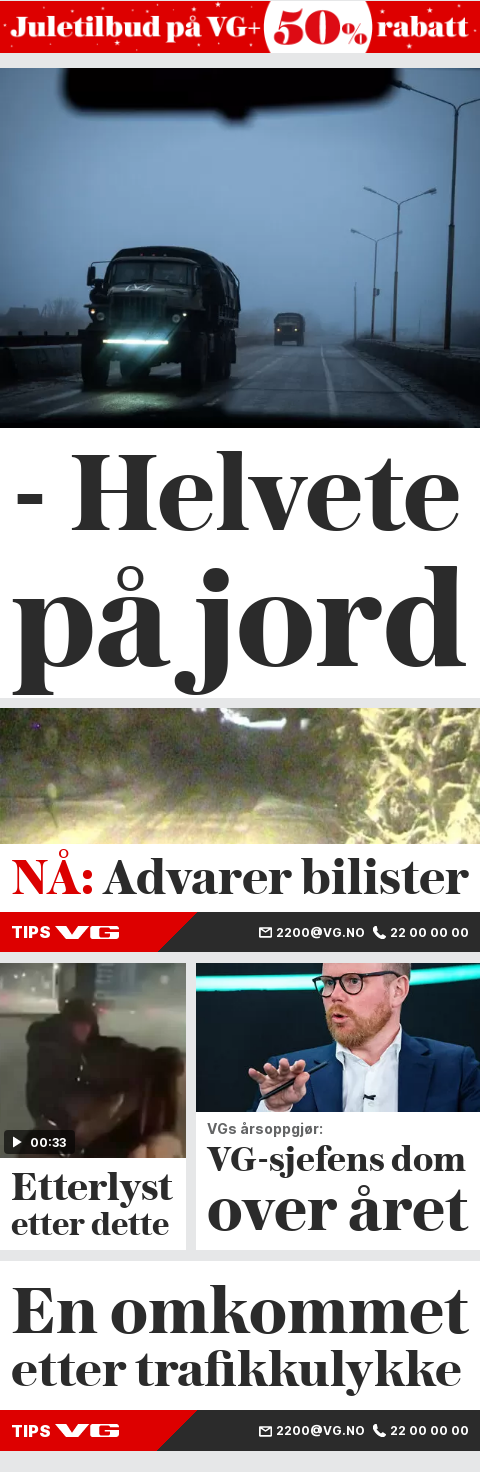 Juletilbud på VG+ 50% rabatt
- Helvete
på jord
NÅ: Advarer bilister
TIPS VG 2200@VG.NO 22 00 00 00
00:33
Etterlyst
etter dette
VGs årsoppgjør:
VG-sjefens dom
over året
En omkommet
etter trafikkulykke
TIPS VG 2200@VG.NO 22 00 00 00